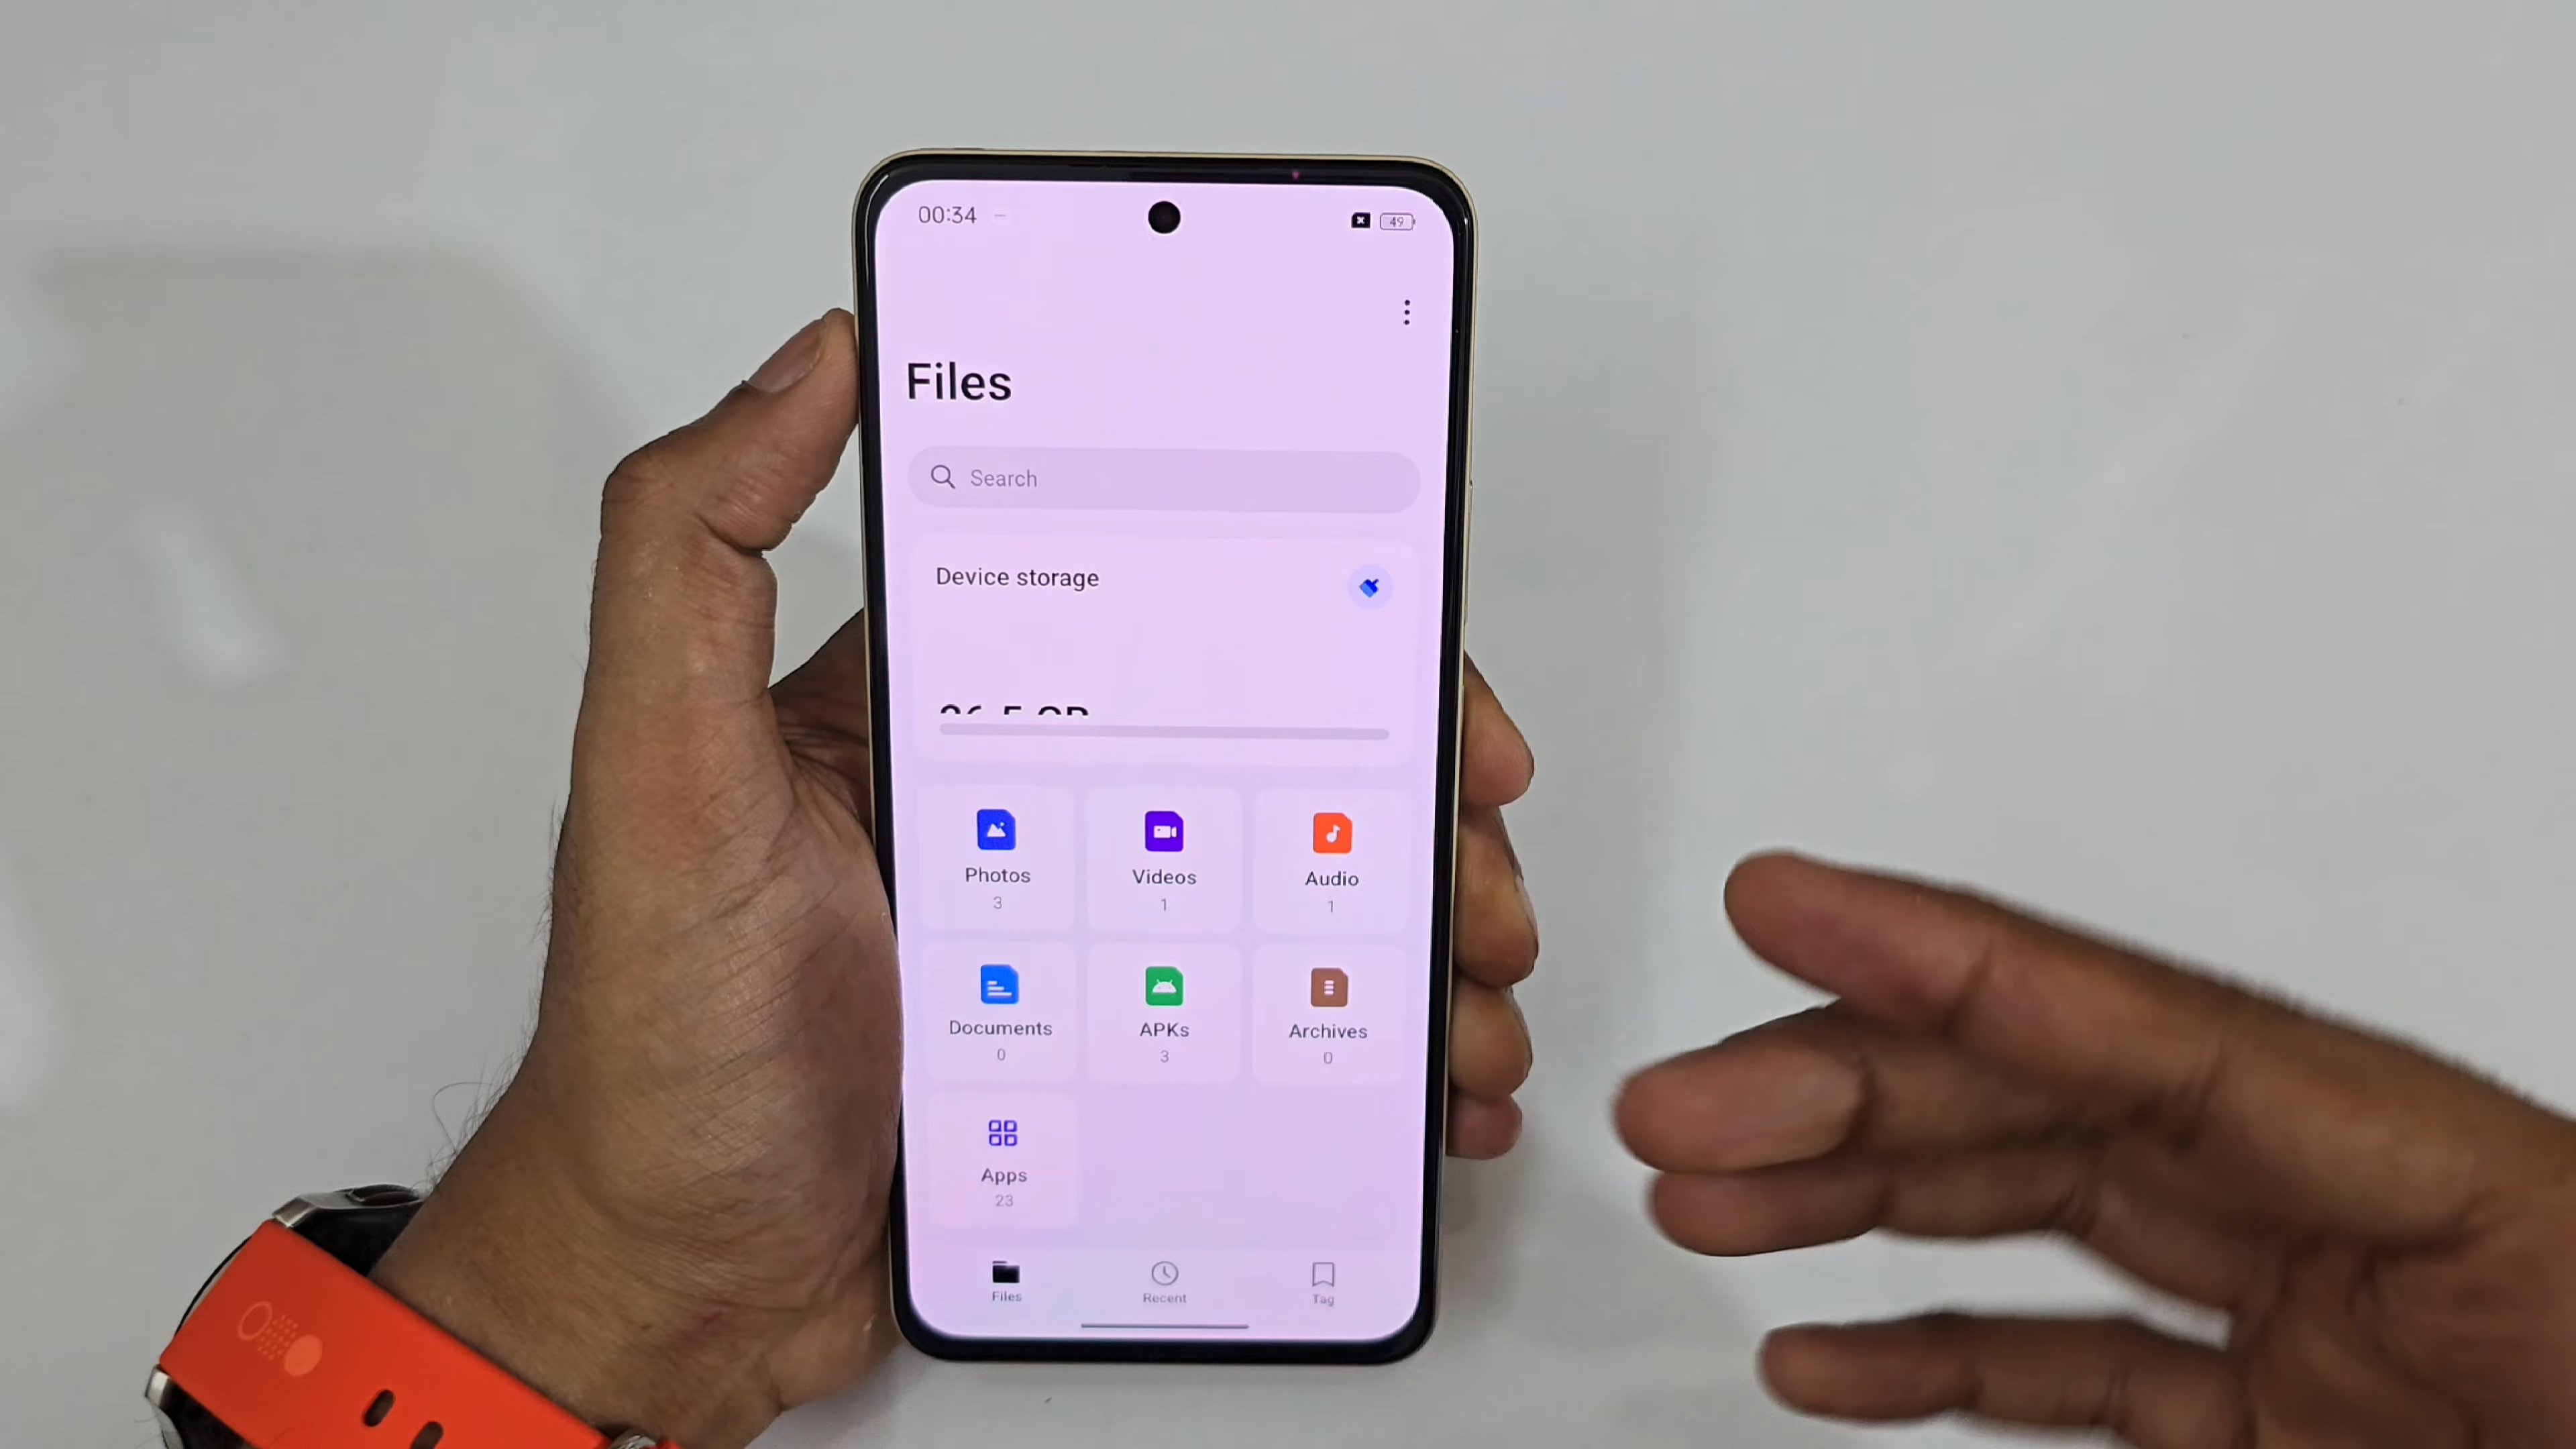 00:34
49
Files
Search
Device storage
Photos
3
Videos
1
Audio
1
Documents
0
APKs
3
Archives
0
Apps
23
Files
Recent
Tag